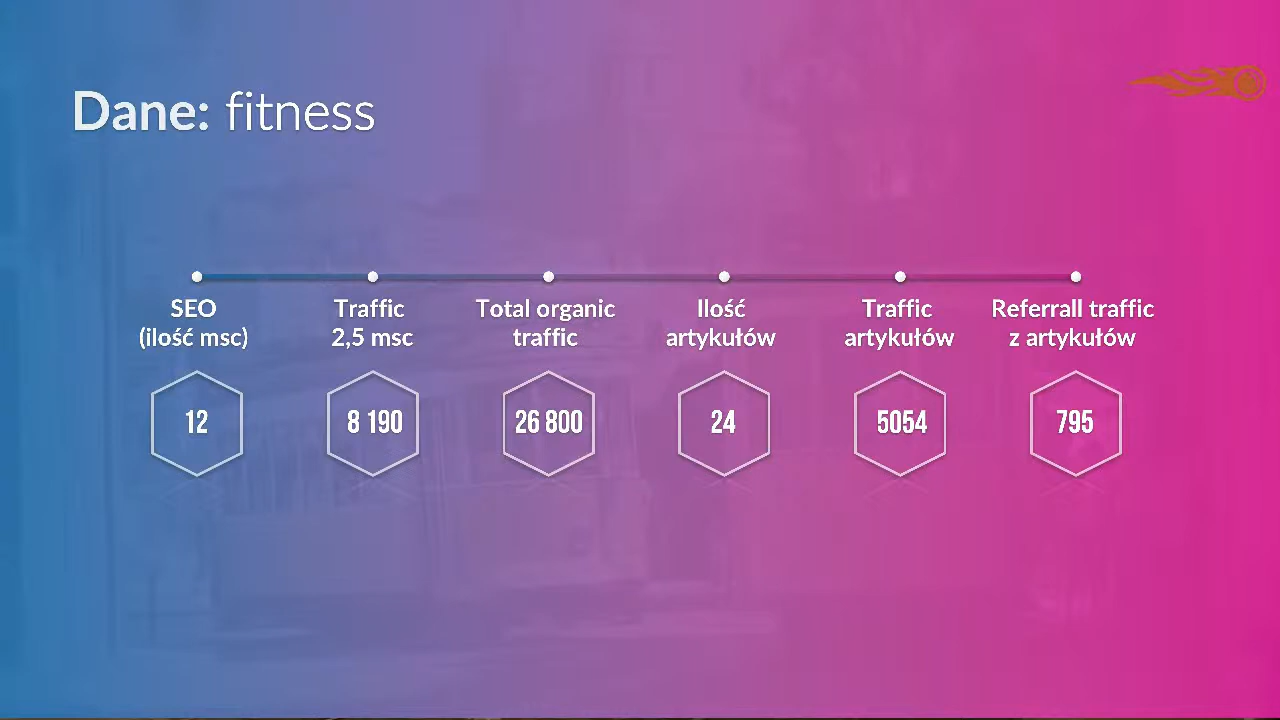 Dane: fitness
SEO
(ilość msc)
Traffic
2,5 msc
Total organic
traffic
Ilość
artykułów
Traffic
artykułów
Referrall traffic
z artykułów
12
8 190
26 800
24
5054
795